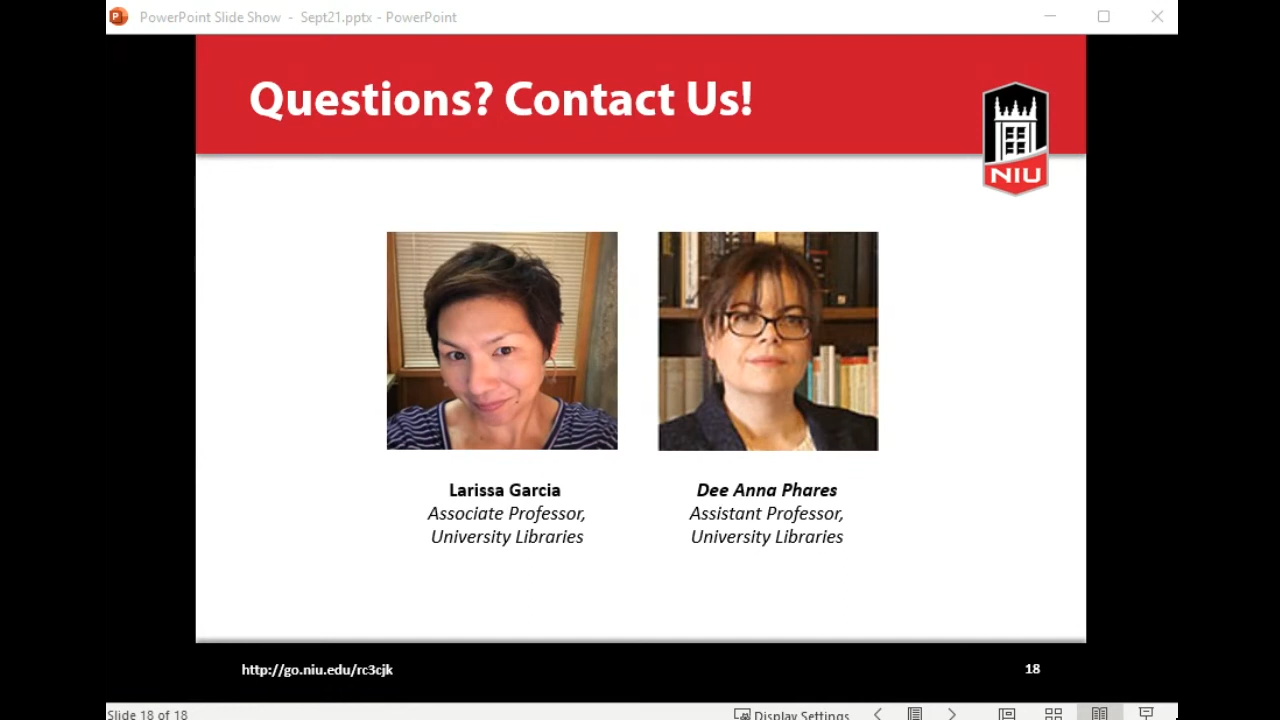 PowerPoint Slide Show - Sept21.pptx - PowerPoint
Questions? Contact Us!
NIU
Larissa Garcia
Associate Professor,
University Libraries
Dee Anna Phares
Assistant Professor,
University Libraries
http://go.niu.edu/rc3cjk
18
Slide 18 of 18
Display Settings